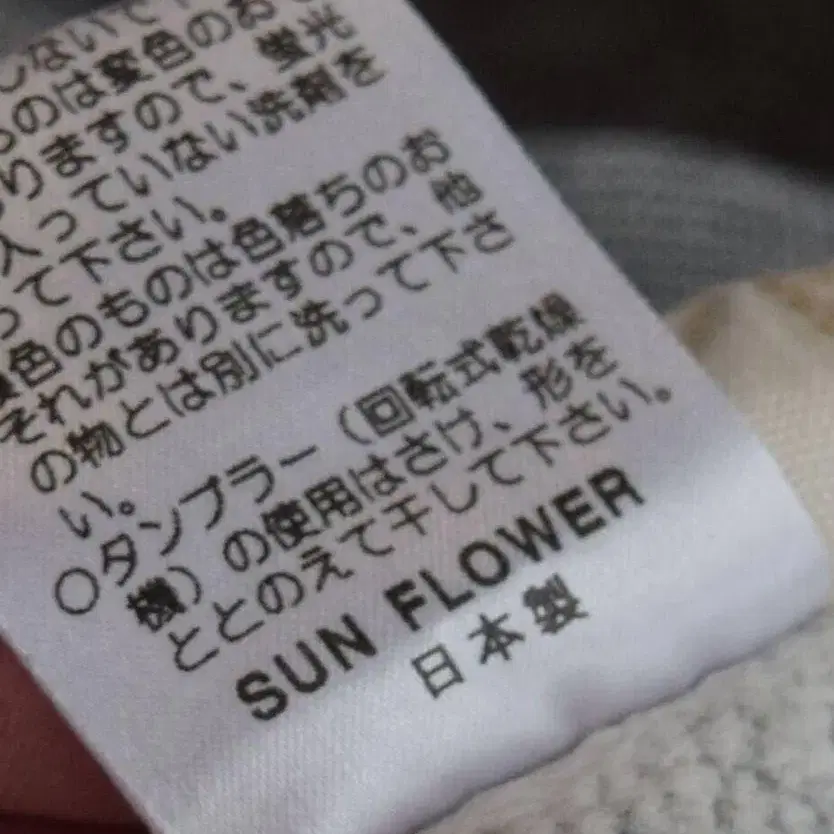 しないで下
ものは変色のお
りますので、蛍光
入っていない洗剤を
って下さい。
濃色のものは色落ちのお
それがありますので、他
の物とは別に洗って下さ
い。
○タンブラー（回転式乾燥
機）の使用はさけ、形を
ととのえて干して下さい。
SUN FLOWER
日本製